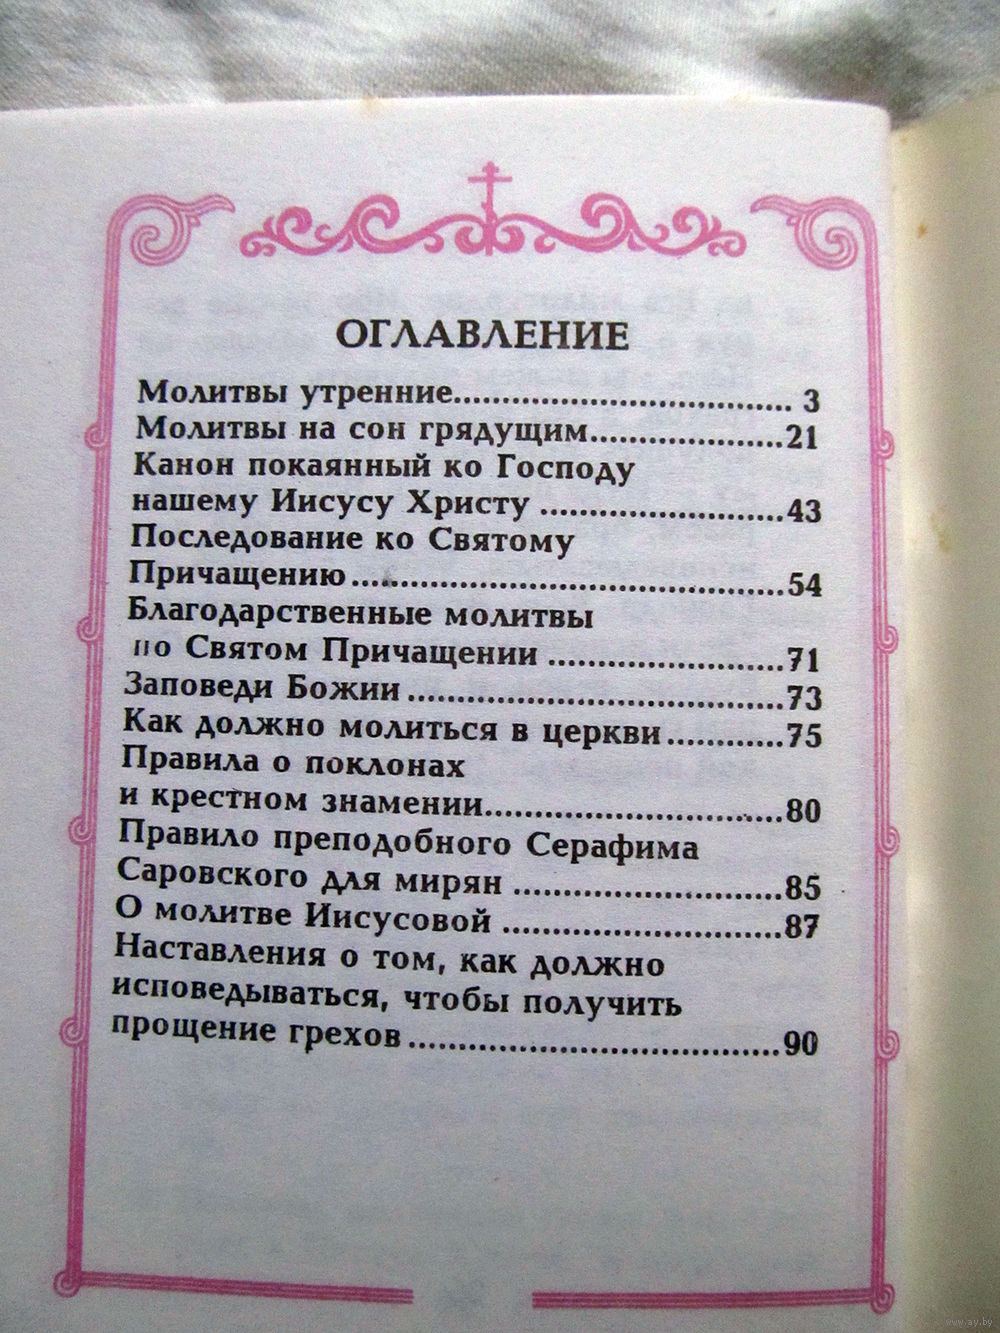 ОГЛАВЛЕНИЕ
Молитвы утренние.................................. 3
Молитвы на сон грядущим...................21
Канон покаянный ко Господу
нашему Иисусу Христу ........................43
Последование ко Святому
Причащению...........................................54
Благодарственные молитвы
по Святом Причащении .......................71
Заповеди Божии.....................................73
Как должно молиться в церкви...........75
Правила о поклонах
и крестном знамении.............................80
Правило преподобного Серафима
Саровского для мирян ..........................85
О молитве Иисусовой ...........................87
Наставления о том, как должно
исповедываться, чтобы получить
прощение грехов.....................................90
www.ay.by